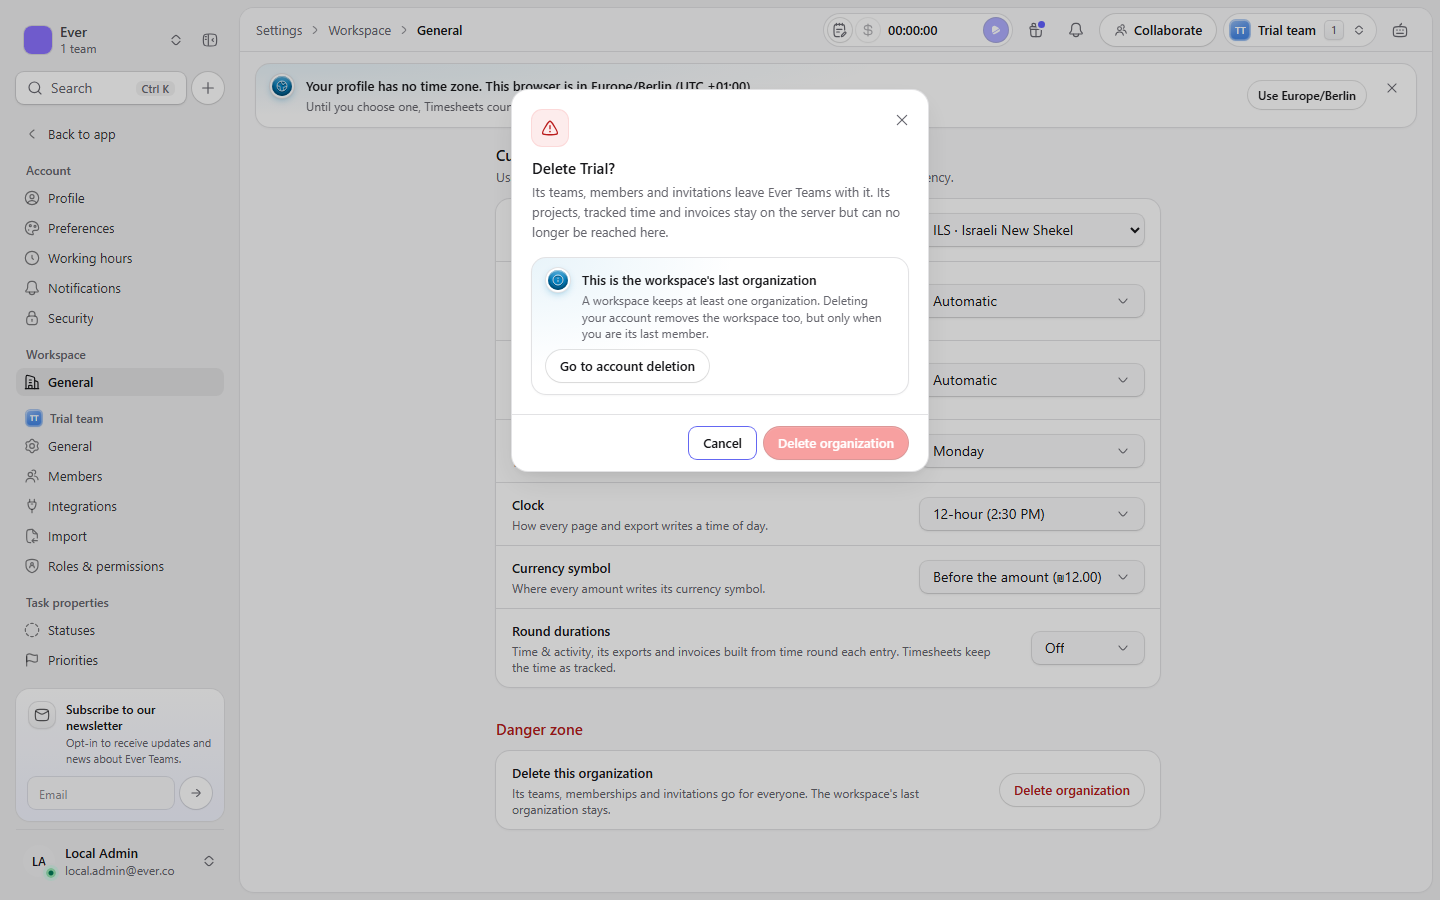 Ever
1 team
Search
Ctrl K
Back to app
Account
Profile
Preferences
Working hours
Notifications
Security
Workspace
General
TT Trial team
General
Members
Integrations
Import
Roles & permissions
Task properties
Statuses
Priorities
Subscribe to our
newsletter
Opt-in to receive updates and
news about Ever Teams.
Email
LA
Local Admin
local.admin@ever.co
Settings
Workspace
General
00:00:00
Collaborate
TT Trial team 1
Your profile has no time zone. This browser is in Europe/Berlin (UTC +01:00)
Until you choose one, Timesheets
Use Europe/Berlin
Delete Trial?
Its teams, members and invitations leave Ever Teams with it. Its
projects, tracked time and invoices stay on the server but can no
longer be reached here.
This is the workspace's last organization
A workspace keeps at least one organization. Deleting
your account removes the workspace too, but only when
you are its last member.
Go to account deletion
Cancel
Delete organization
ILS · Israeli New Shekel
Automatic
Automatic
Monday
Clock
How every page and export writes a time of day.
12-hour (2:30 PM)
Currency symbol
Where every amount writes its currency symbol.
Before the amount (₪12.00)
Round durations
Time & activity, its exports and invoices built from time round each entry. Timesheets keep
the time as tracked.
Off
Danger zone
Delete this organization
Its teams, memberships and invitations go for everyone. The workspace's last
organization stays.
Delete organization